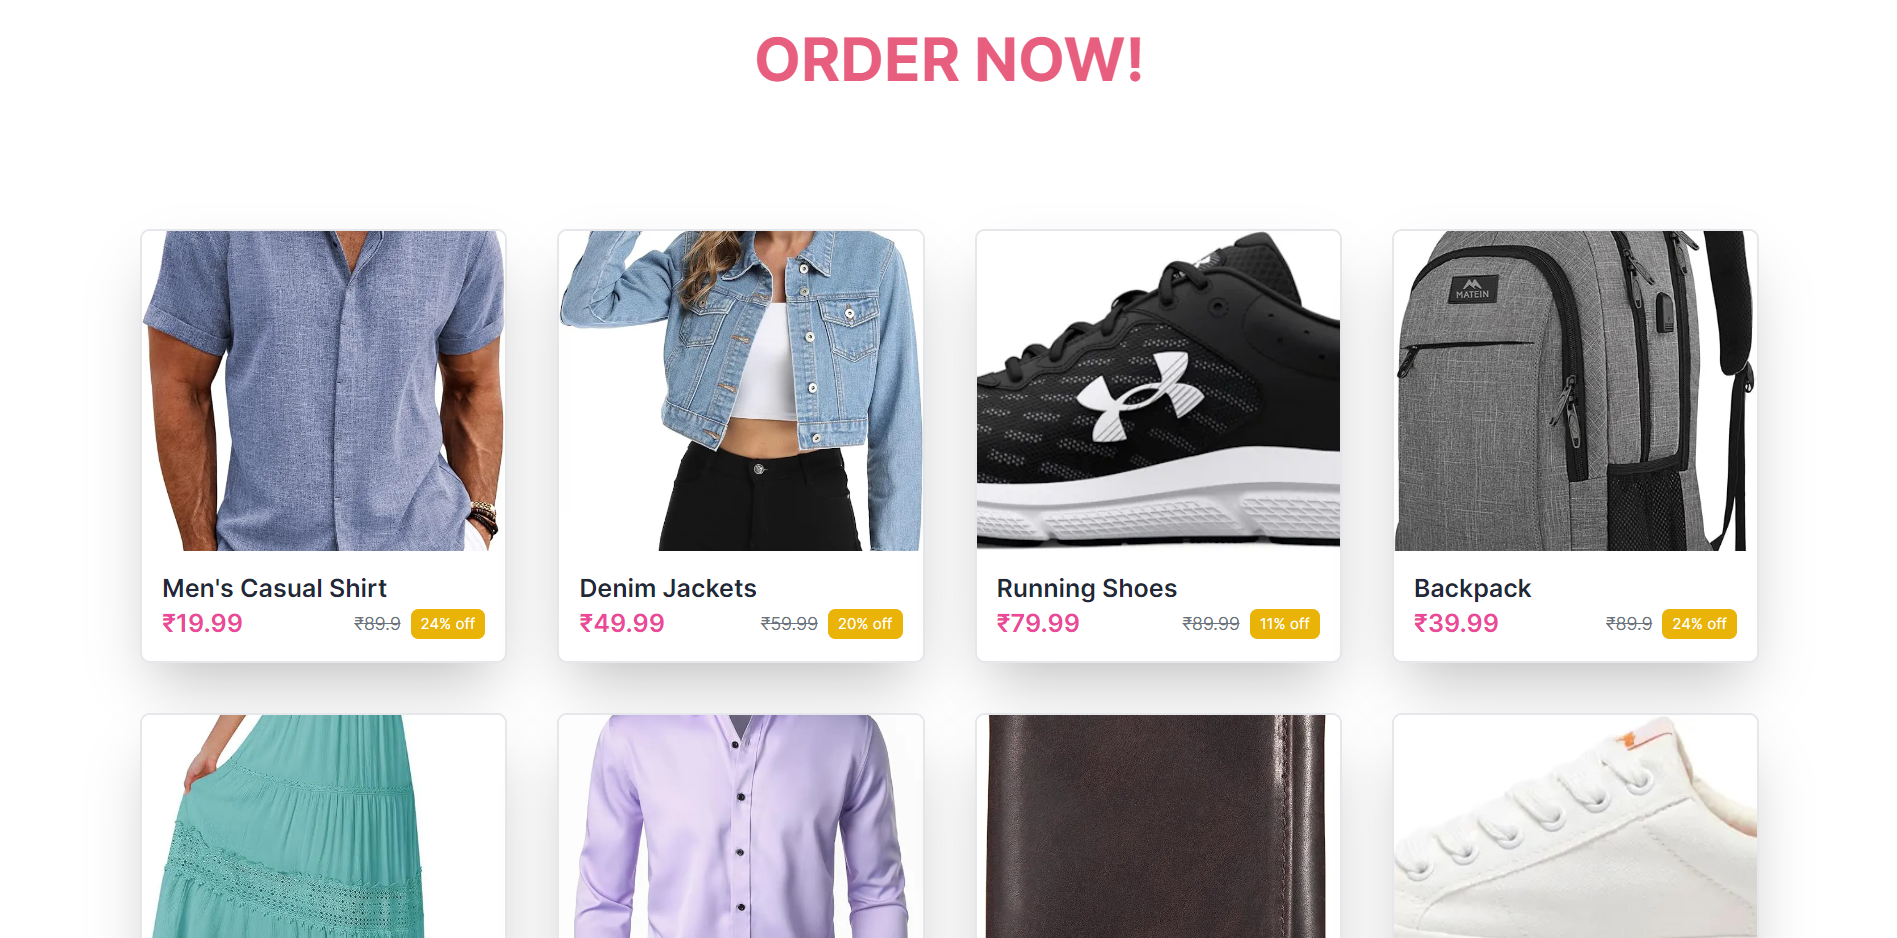 ORDER NOW!
MATEIN
Men's Casual Shirt
₹19.99 ₹89.9 24% off
Denim Jackets
₹49.99 ₹59.99 20% off
Running Shoes
₹79.99 ₹89.99 11% off
Backpack
₹39.99 ₹89.9 24% off